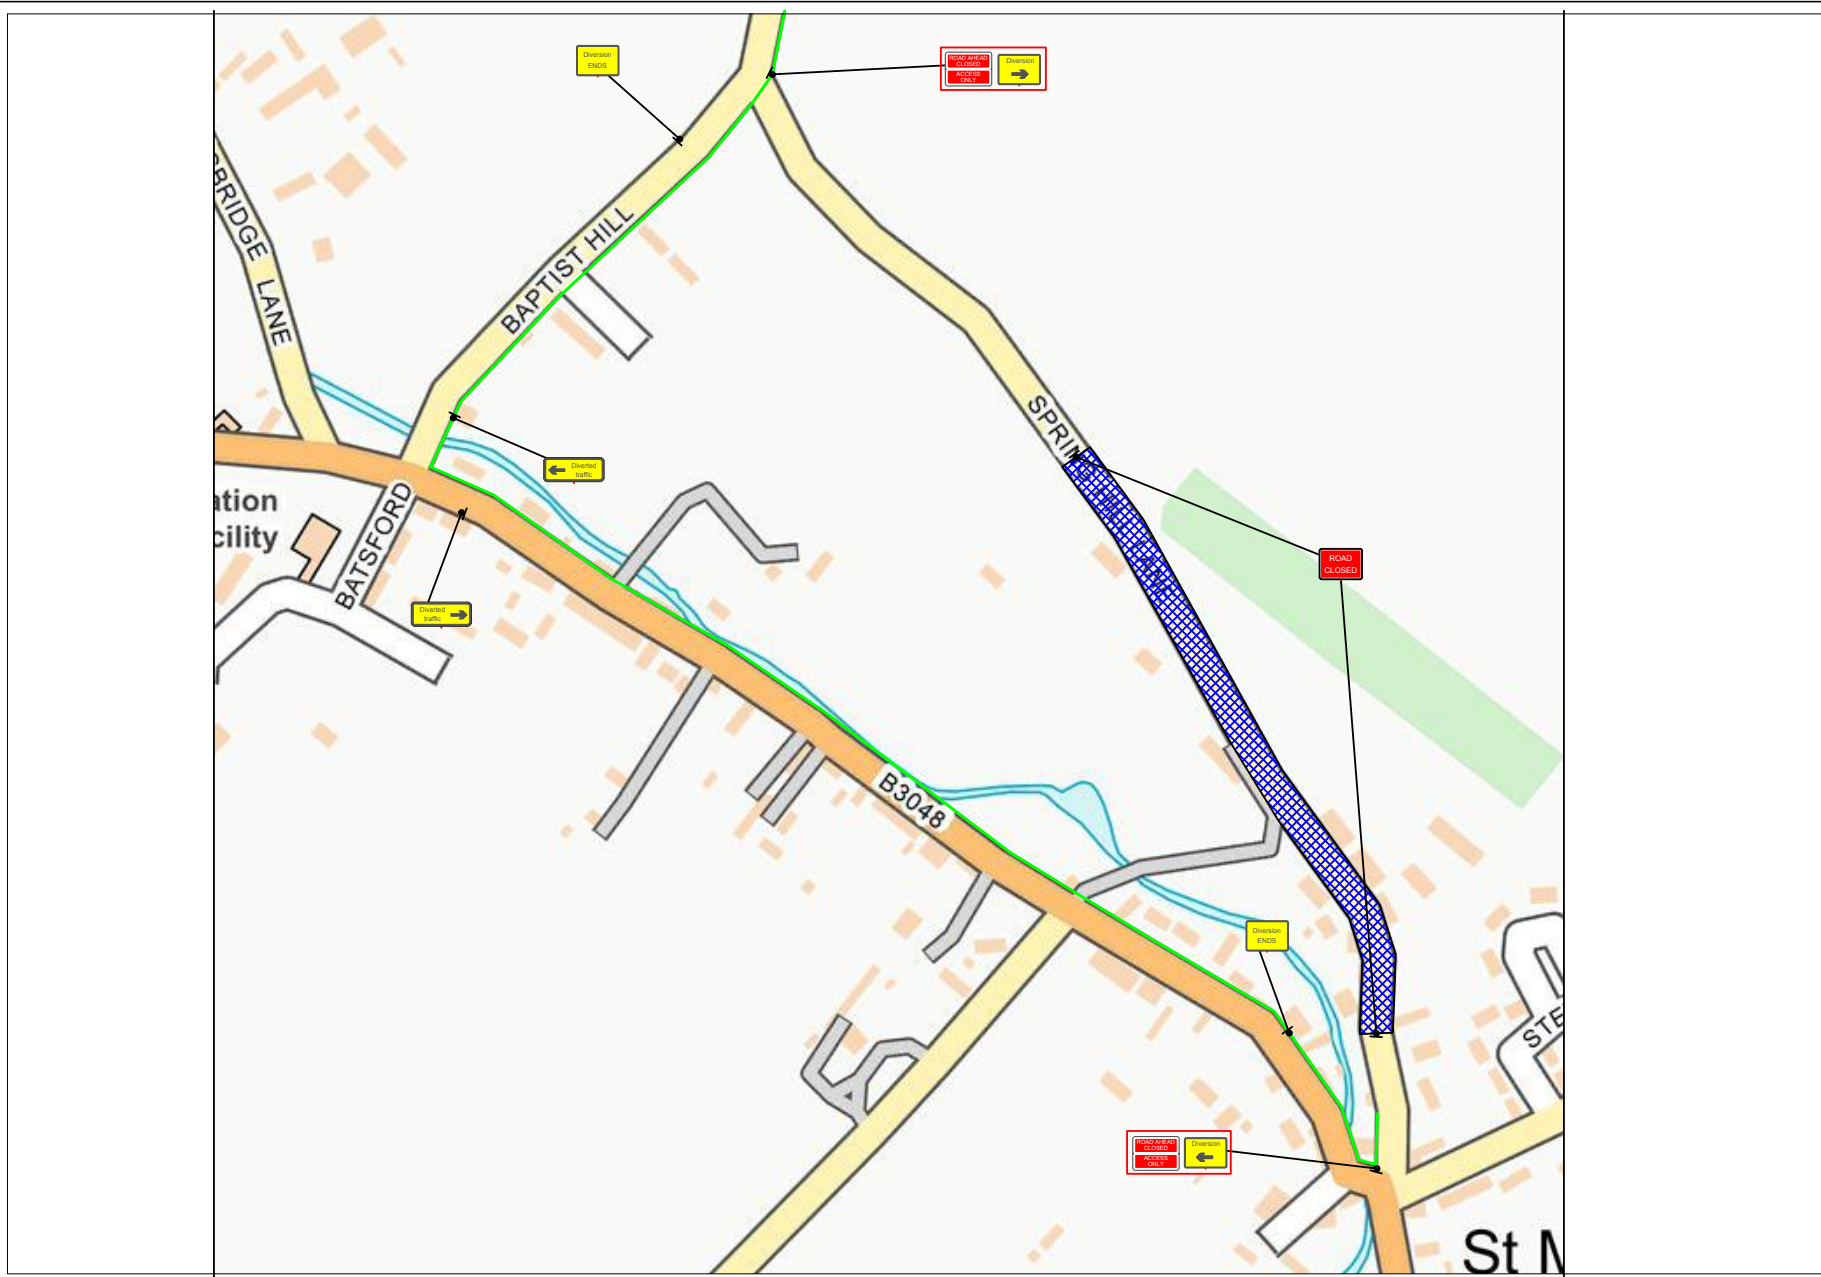 Diversion
ENDS
ROAD AHEAD
CLOSED
ACCESS
ONLY
Diversion
BRIDGE LANE
BAPTIST HILL
SPRIN
Diverted
traffic
ation
cility
BATSFORD
Diverted
traffic
ROAD
CLOSED
B3048
Diversion
ENDS
STE
ROAD AHEAD
CLOSED
ACCESS
ONLY
Diversion
St M